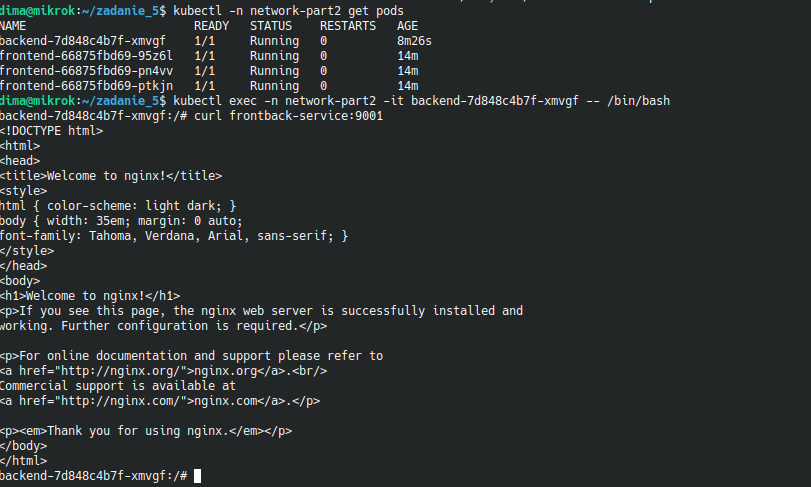 dima@mikrok:~/zadanie_5$ kubectl -n network-part2 get pods
NAME READY STATUS RESTARTS AGE
backend-7d848c4b7f-xmvgf 1/1 Running 0 8m26s
frontend-66875fbd69-95z6l 1/1 Running 0 14m
frontend-66875fbd69-pn4vv 1/1 Running 0 14m
frontend-66875fbd69-ptkjn 1/1 Running 0 14m
dima@mikrok:~/zadanie_5$ kubectl exec -n network-part2 -it backend-7d848c4b7f-xmvgf -- /bin/bash
backend-7d848c4b7f-xmvgf:/# curl frontback-service:9001
<!DOCTYPE html>
<html>
<head>
<title>Welcome to nginx!</title>
<style>
html { color-scheme: light dark; }
body { width: 35em; margin: 0 auto;
font-family: Tahoma, Verdana, Arial, sans-serif; }
</style>
</head>
<body>
<h1>Welcome to nginx!</h1>
<p>If you see this page, the nginx web server is successfully installed and
working. Further configuration is required.</p>
<p>For online documentation and support please refer to
<a href="http://nginx.org/">nginx.org</a>.<br/>
Commercial support is available at
<a href="http://nginx.com/">nginx.com</a>.</p>
<p><em>Thank you for using nginx.</em></p>
</body>
</html>
backend-7d848c4b7f-xmvgf:/#